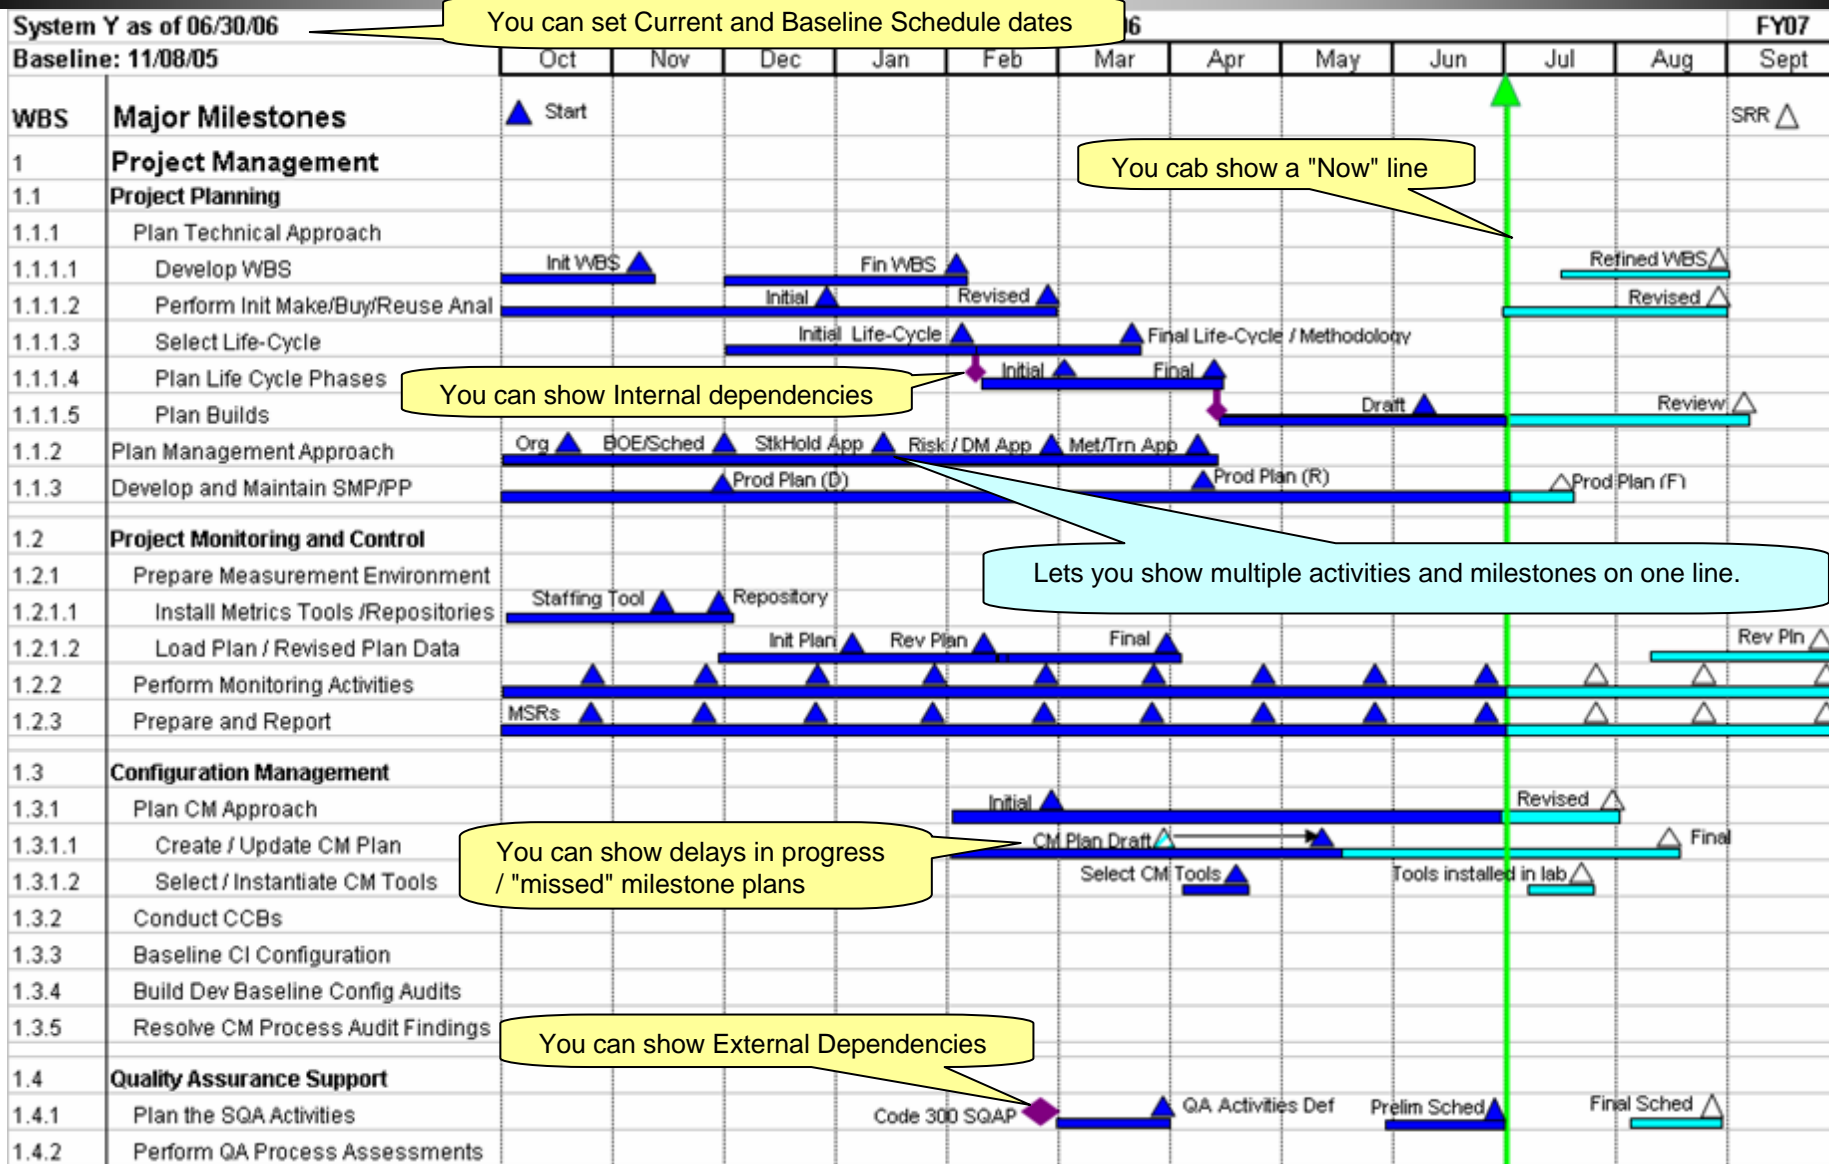 You can set Current and Baseline Schedule dates
System Y as of 06/30/06 06 FY07
Baseline: 11/08/05 Oct Nov Dec Jan Feb Mar Apr May Jun Jul Aug Sept
WBS Major Milestones Start SRR
1 Project Management
You cab show a "Now" line
1.1 Project Planning
1.1.1 Plan Technical Approach
1.1.1.1 Develop WBS Init WBS Fin WBS Refined WBS
1.1.1.2 Perform Init Make/Buy/Reuse Anal Initial Revised Revised
1.1.1.3 Select Life-Cycle Initial Life-Cycle Final Life-Cycle / Methodology
1.1.1.4 Plan Life Cycle Phases Initial Final
You can show Internal dependencies
1.1.1.5 Plan Builds Draft Review
1.1.2 Plan Management Approach Org BOE/Sched StkHold App Risk / DM App Met/Trn App
1.1.3 Develop and Maintain SMP/PP Prod Plan (D) Prod Plan (R) Prod Plan (F)
1.2 Project Monitoring and Control
Lets you show multiple activities and milestones on one line.
1.2.1 Prepare Measurement Environment
1.2.1.1 Install Metrics Tools /Repositories Staffing Tool Repository
1.2.1.2 Load Plan / Revised Plan Data Init Plan Rev Plan Final Rev Pln
1.2.2 Perform Monitoring Activities
1.2.3 Prepare and Report MSRs
1.3 Configuration Management
1.3.1 Plan CM Approach Initial Revised
1.3.1.1 Create / Update CM Plan CM Plan Draft Final
You can show delays in progress
/ "missed" milestone plans
1.3.1.2 Select / Instantiate CM Tools Select CM Tools Tools installed in lab
1.3.2 Conduct CCBs
1.3.3 Baseline CI Configuration
1.3.4 Build Dev Baseline Config Audits
1.3.5 Resolve CM Process Audit Findings
You can show External Dependencies
1.4 Quality Assurance Support
1.4.1 Plan the SQA Activities Code 300 SQAP QA Activities Def Prelim Sched Final Sched
1.4.2 Perform QA Process Assessments